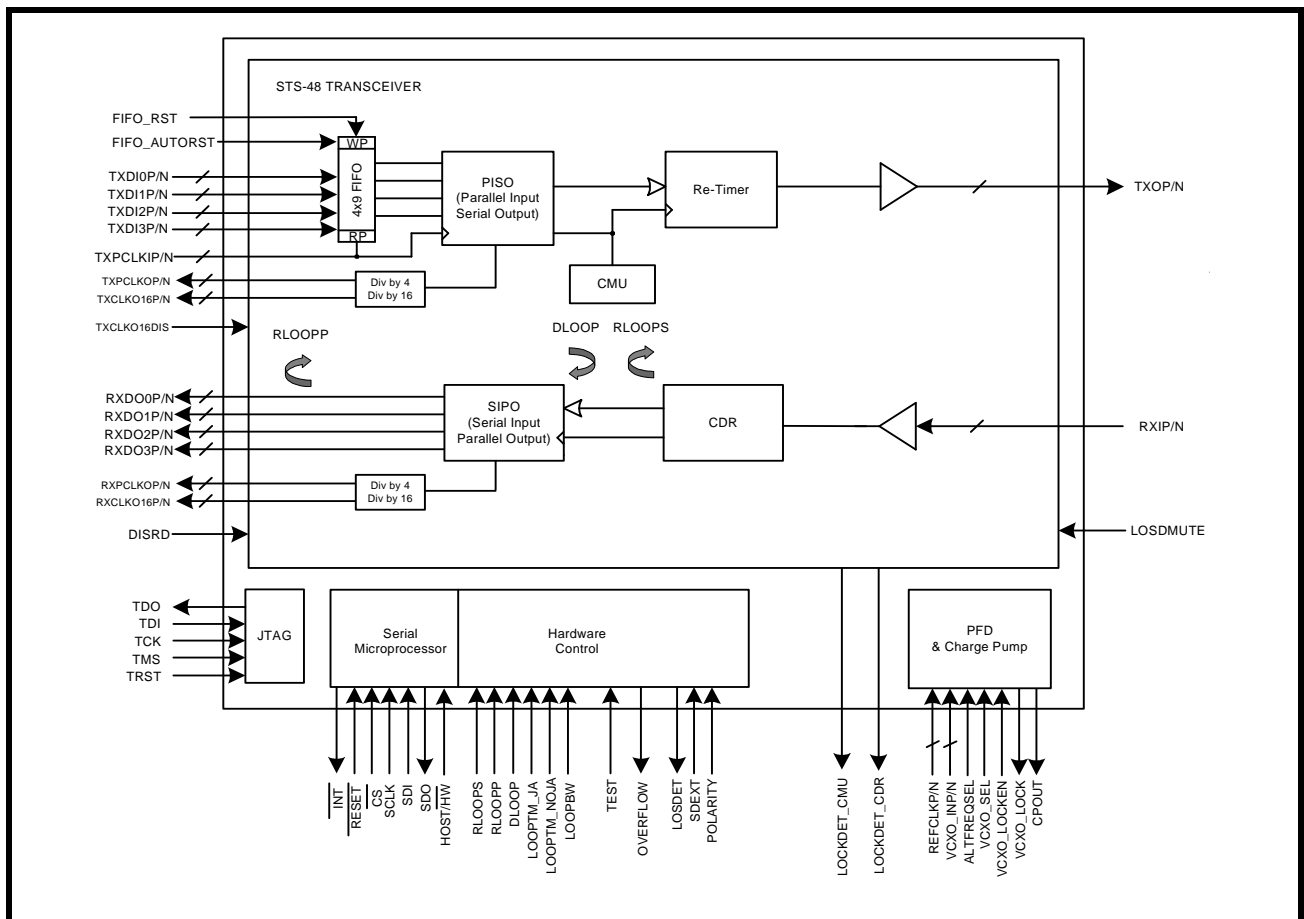 STS-48 TRANSCEIVER
FIFO_RST
FIFO_AUTORST
WP
4x9 FIFO
RP
TXDI0P/N
TXDI1P/N
TXDI2P/N
TXDI3P/N
TXPCLKIP/N
PISO
(Parallel Input
Serial Output)
Re-Timer
TXOP/N
CMU
TXPCLKOP/N
TXCLKO16P/N
Div by 4
Div by 16
TXCLKO16DIS
RLOOPP
DLOOP
RLOOPS
RXDO0P/N
RXDO1P/N
RXDO2P/N
RXDO3P/N
SIPO
(Serial Input
Parallel Output)
CDR
RXIP/N
RXPCLKOP/N
RXCLKO16P/N
Div by 4
Div by 16
DISRD
LOSDMUTE
TDO
TDI
TCK
TMS
TRST
JTAG
Serial
Microprocessor
Hardware
Control
PFD
& Charge Pump
INT
RESET
CS
SCLK
SDI
SDO
HOST/HW
RLOOPS
RLOOPP
DLOOP
LOOPTM_JA
LOOPTM_NOJA
LOOPBW
TEST
OVERFLOW
LOSDET
SDEXT
POLARITY
LOCKDET_CMU
LOCKDET_CDR
REFCLKP/N
VCXO_INP/N
ALTFREQSEL
VCXO_SEL
VCXO_LOCKEN
VCXO_LOCK
CPOUT